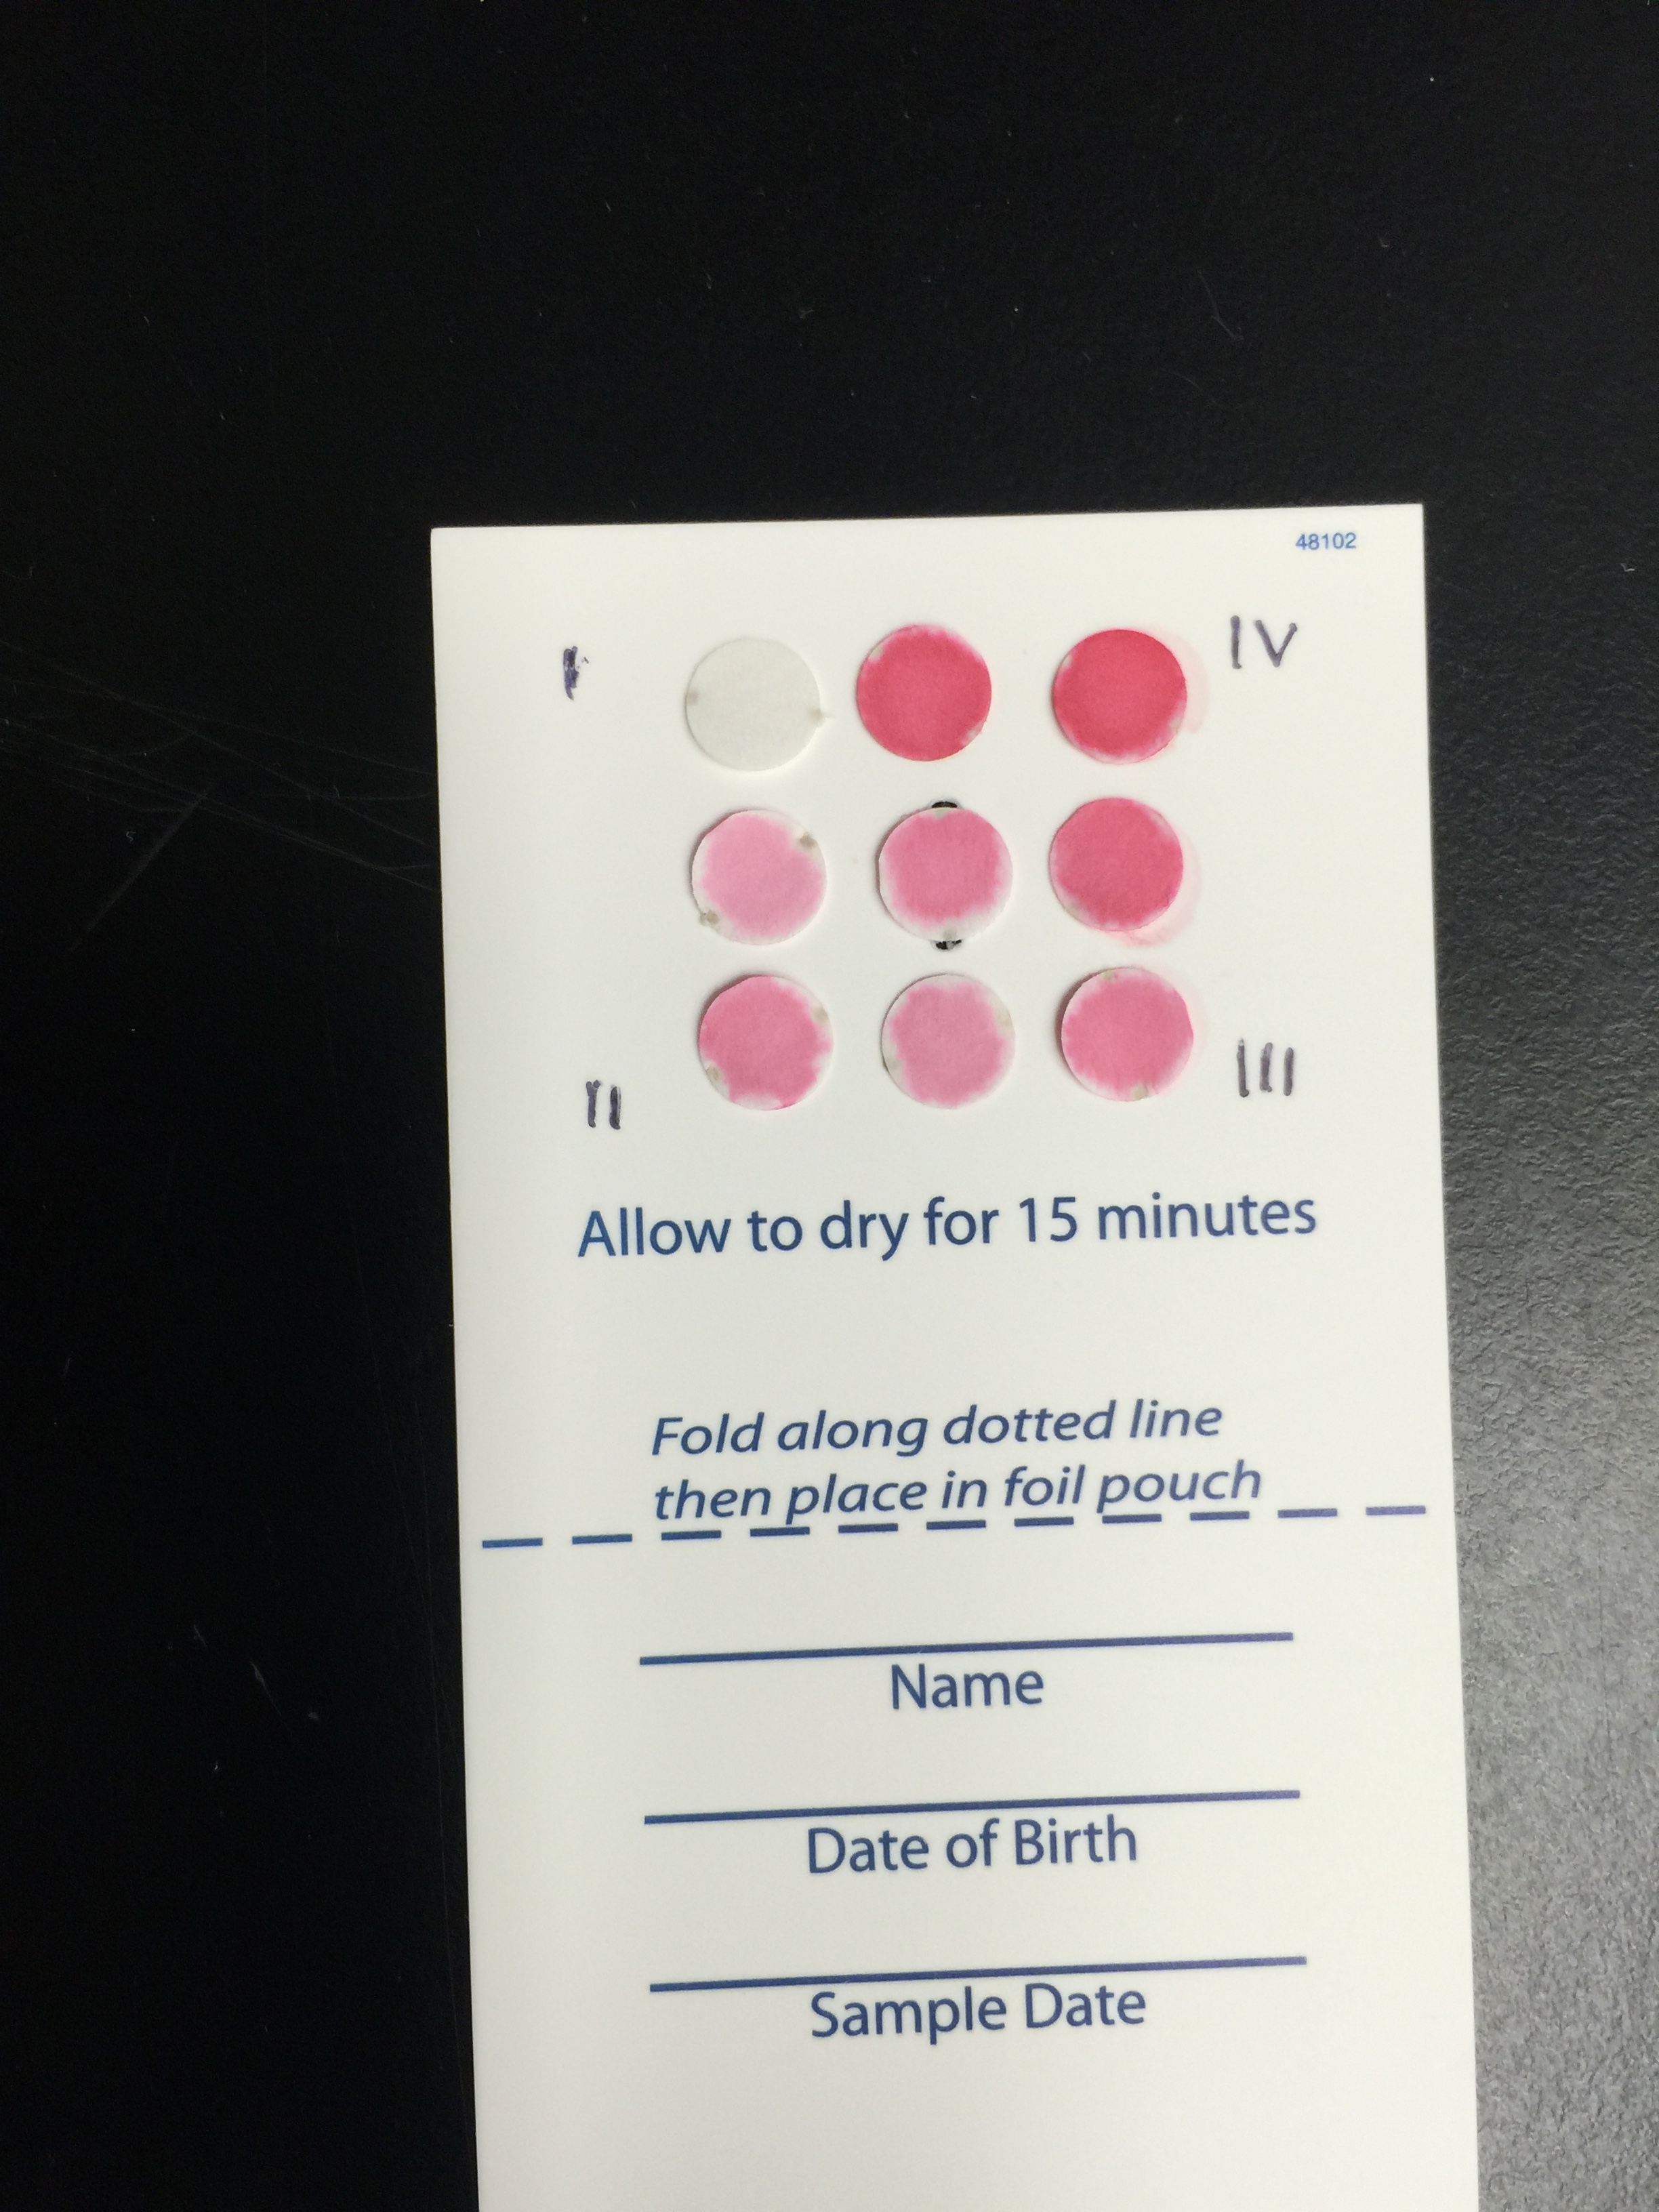 48102
I
IV
II
III
Allow to dry for 15 minutes
Fold along dotted line
then place in foil pouch
Name
Date of Birth
Sample Date